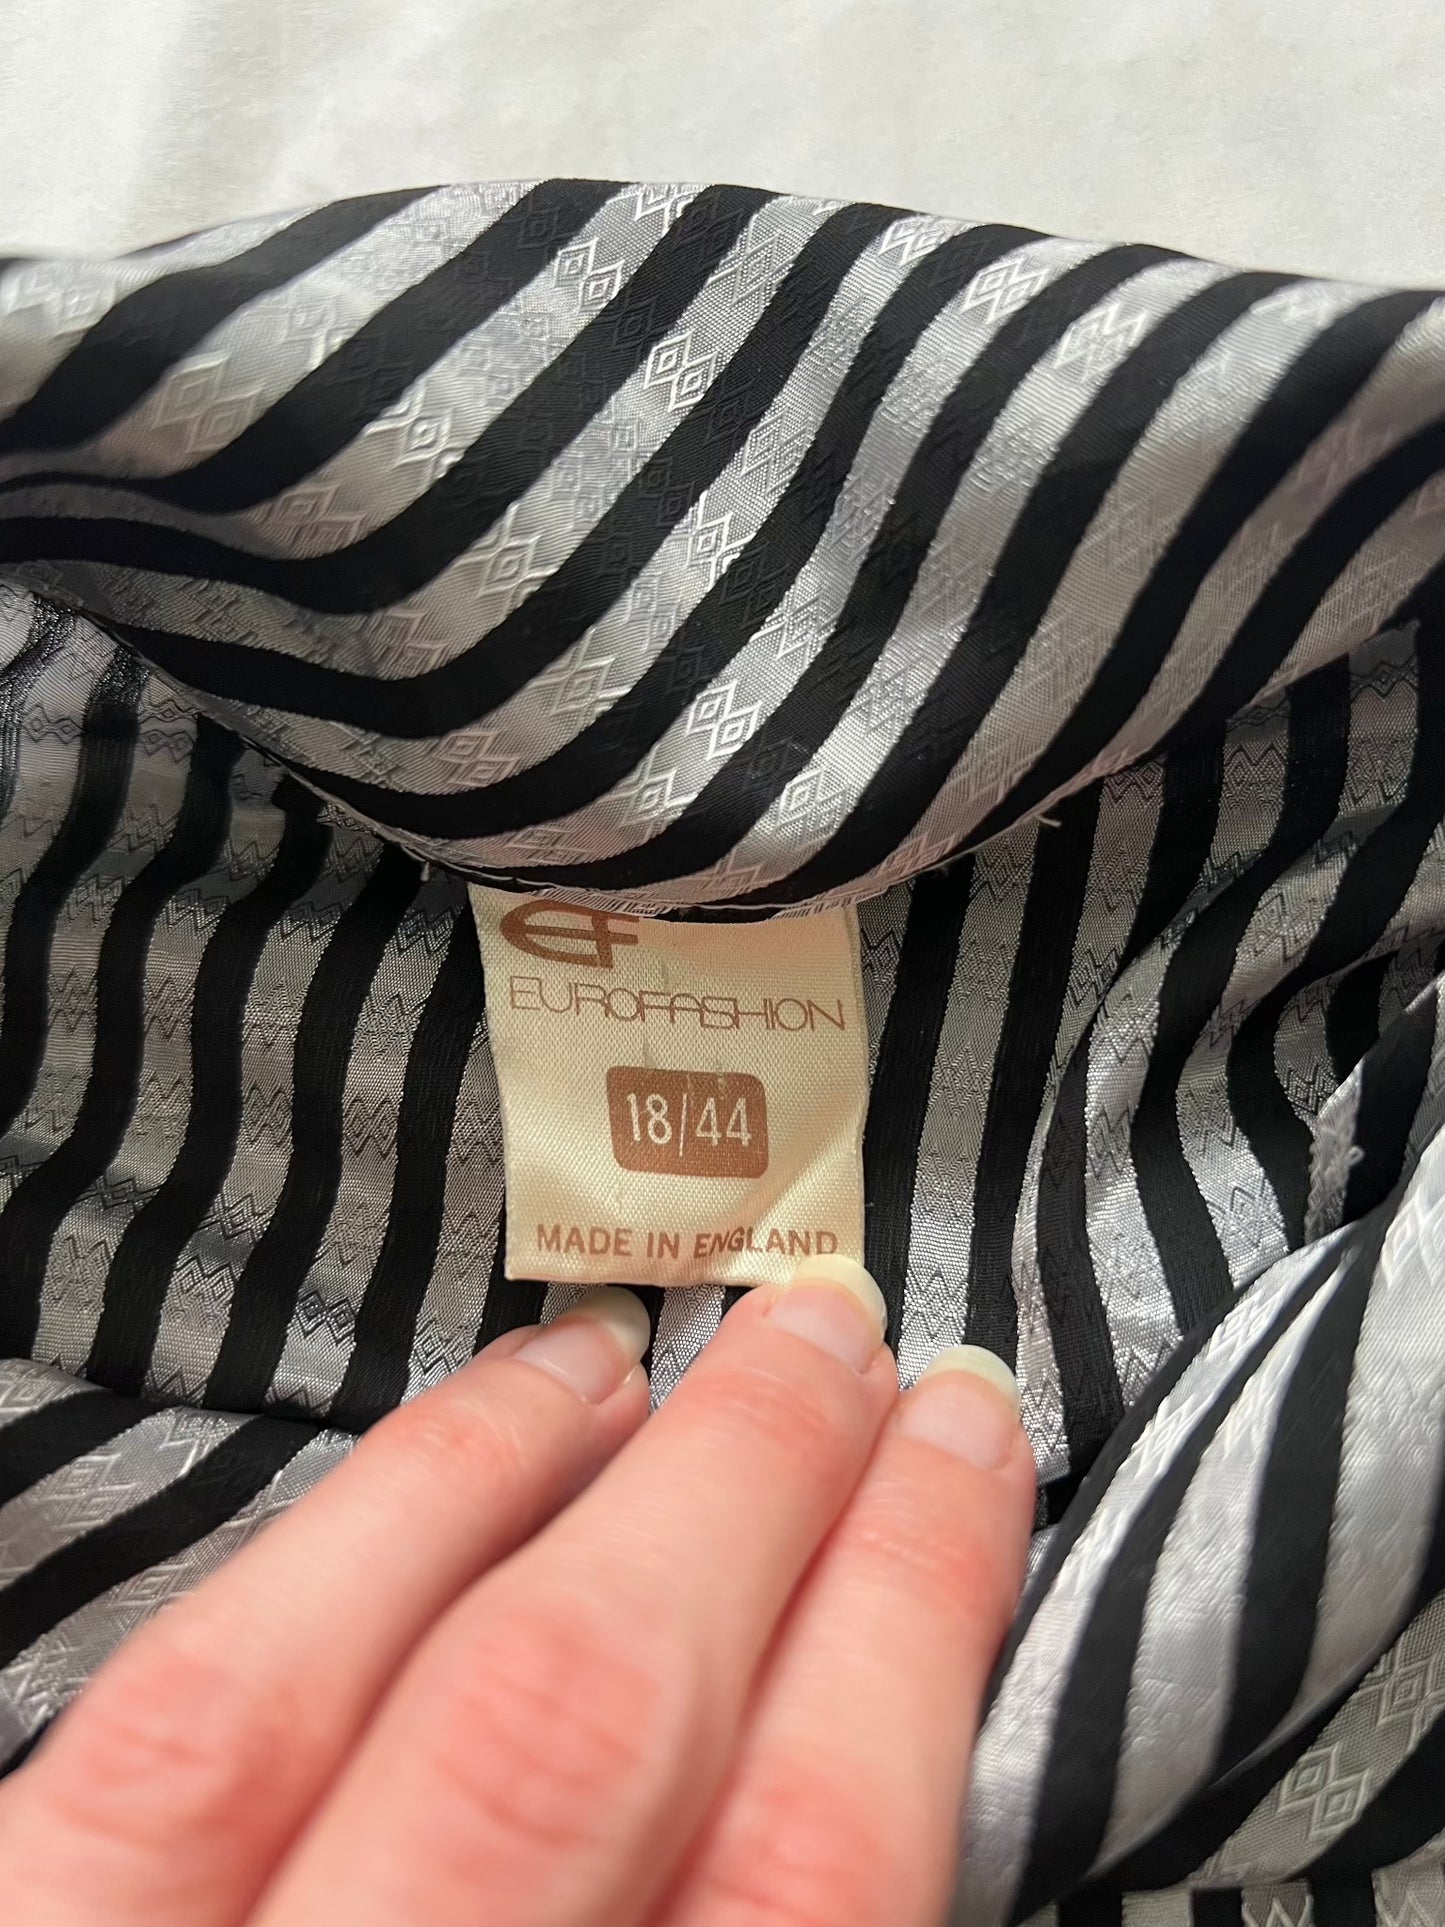 EF
EUROFASHION
18/44
MADE IN ENGLAND